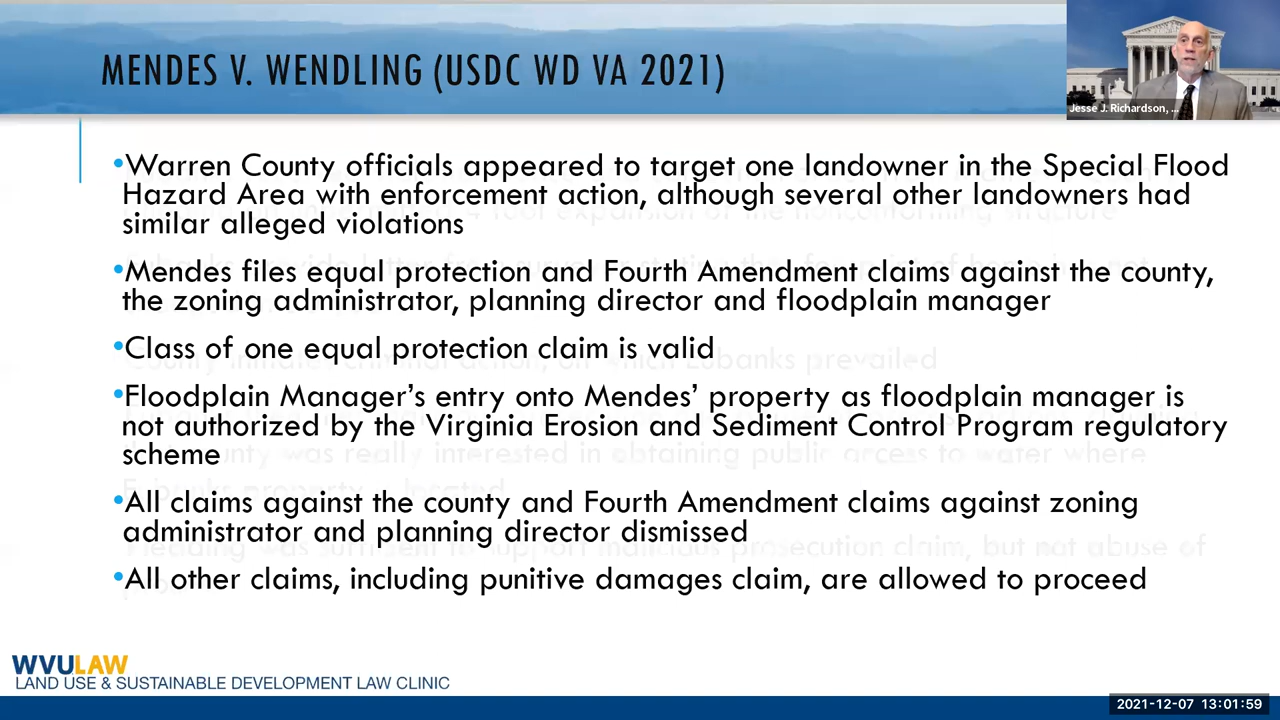 MENDES V. WENDLING (USDC WD VA 2021)
Jesse J. Richardson, ...
•Warren County officials appeared to target one landowner in the Special Flood
Hazard Area with enforcement action, although several other landowners had
similar alleged violations
•Mendes files equal protection and Fourth Amendment claims against the county,
the zoning administrator, planning director and floodplain manager
•Class of one equal protection claim is valid
•Floodplain Manager’s entry onto Mendes’ property as floodplain manager is
not authorized by the Virginia Erosion and Sediment Control Program regulatory
scheme
•All claims against the county and Fourth Amendment claims against zoning
administrator and planning director dismissed
•All other claims, including punitive damages claim, are allowed to proceed
WVULAW
LAND USE & SUSTAINABLE DEVELOPMENT LAW CLINIC
2021-12-07 13:01:59